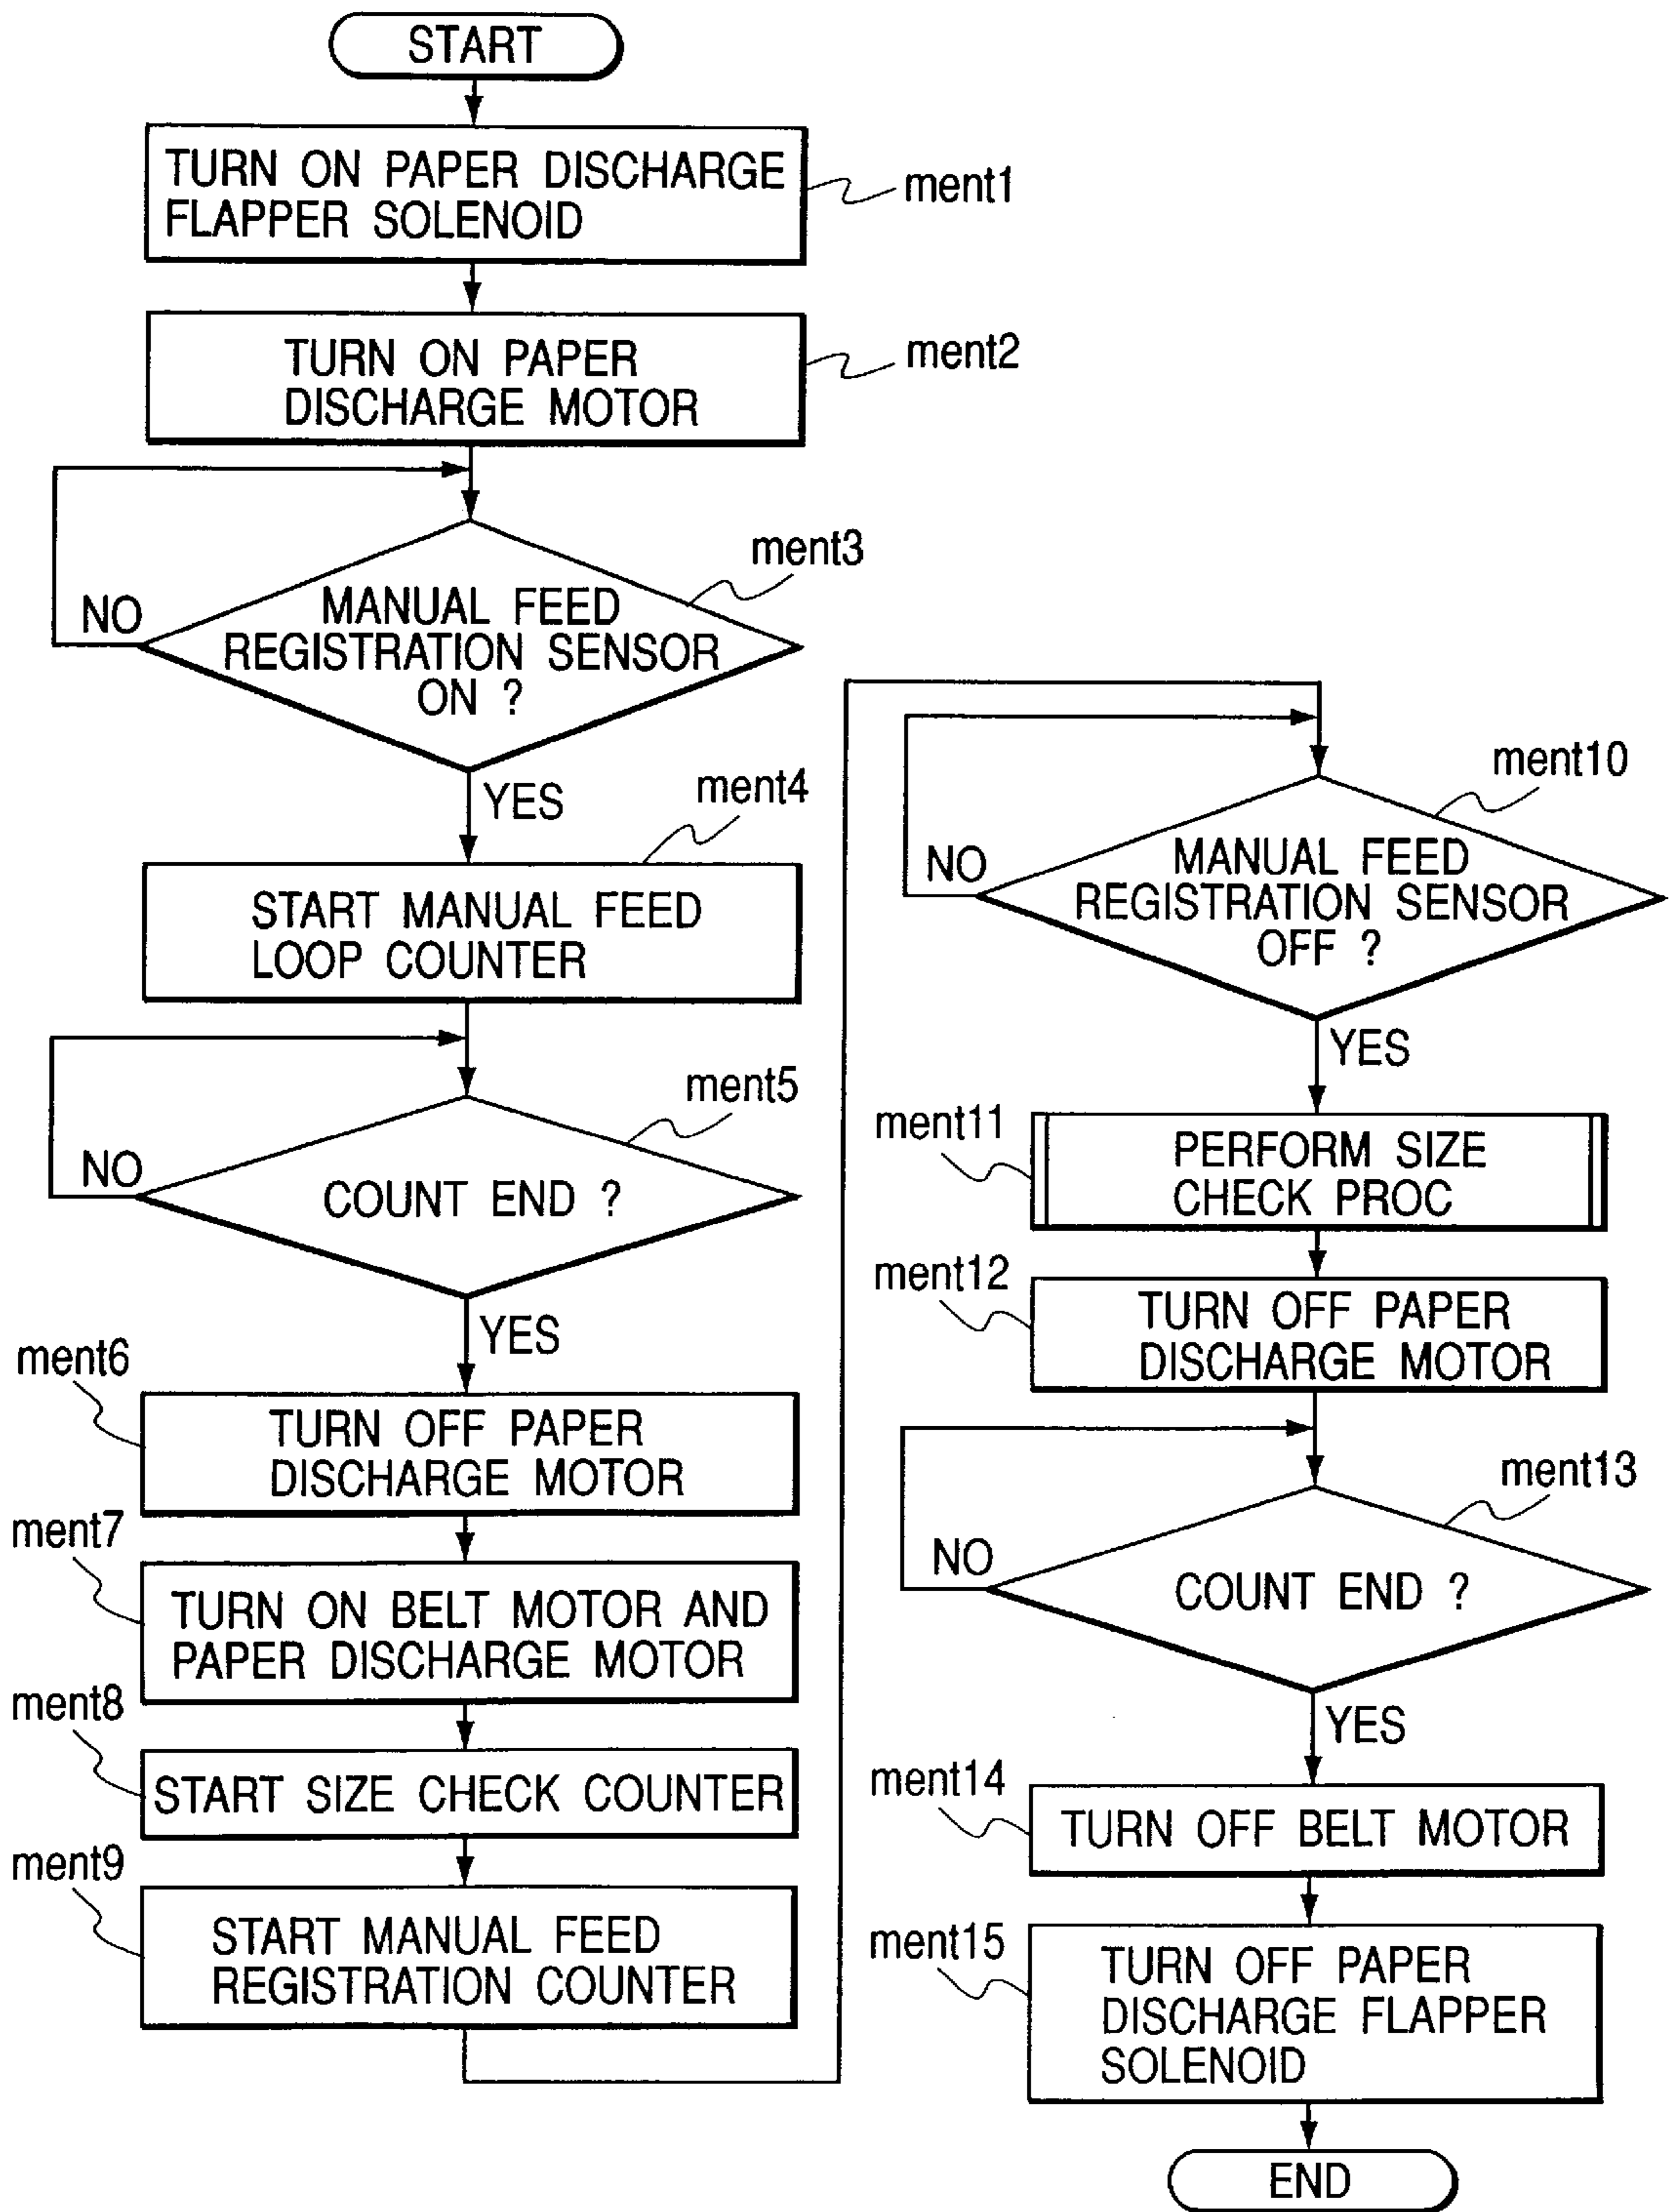 START
TURN ON PAPER DISCHARGE
FLAPPER SOLENOID
ment1
TURN ON PAPER
DISCHARGE MOTOR
ment2
ment3
MANUAL FEED
REGISTRATION SENSOR
ON ?
NO
YES
ment4
START MANUAL FEED
LOOP COUNTER
ment5
COUNT END ?
NO
YES
ment6
TURN OFF PAPER
DISCHARGE MOTOR
ment7
TURN ON BELT MOTOR AND
PAPER DISCHARGE MOTOR
ment8
START SIZE CHECK COUNTER
ment9
START MANUAL FEED
REGISTRATION COUNTER
ment10
MANUAL FEED
REGISTRATION SENSOR
OFF ?
NO
YES
ment11
PERFORM SIZE
CHECK PROC
ment12
TURN OFF PAPER
DISCHARGE MOTOR
ment13
COUNT END ?
NO
YES
ment14
TURN OFF BELT MOTOR
ment15
TURN OFF PAPER
DISCHARGE FLAPPER
SOLENOID
END